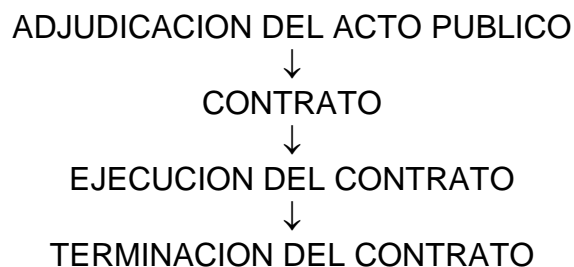 ADJUDICACION DEL ACTO PUBLICO
↓
CONTRATO
↓
EJECUCION DEL CONTRATO
↓
TERMINACION DEL CONTRATO